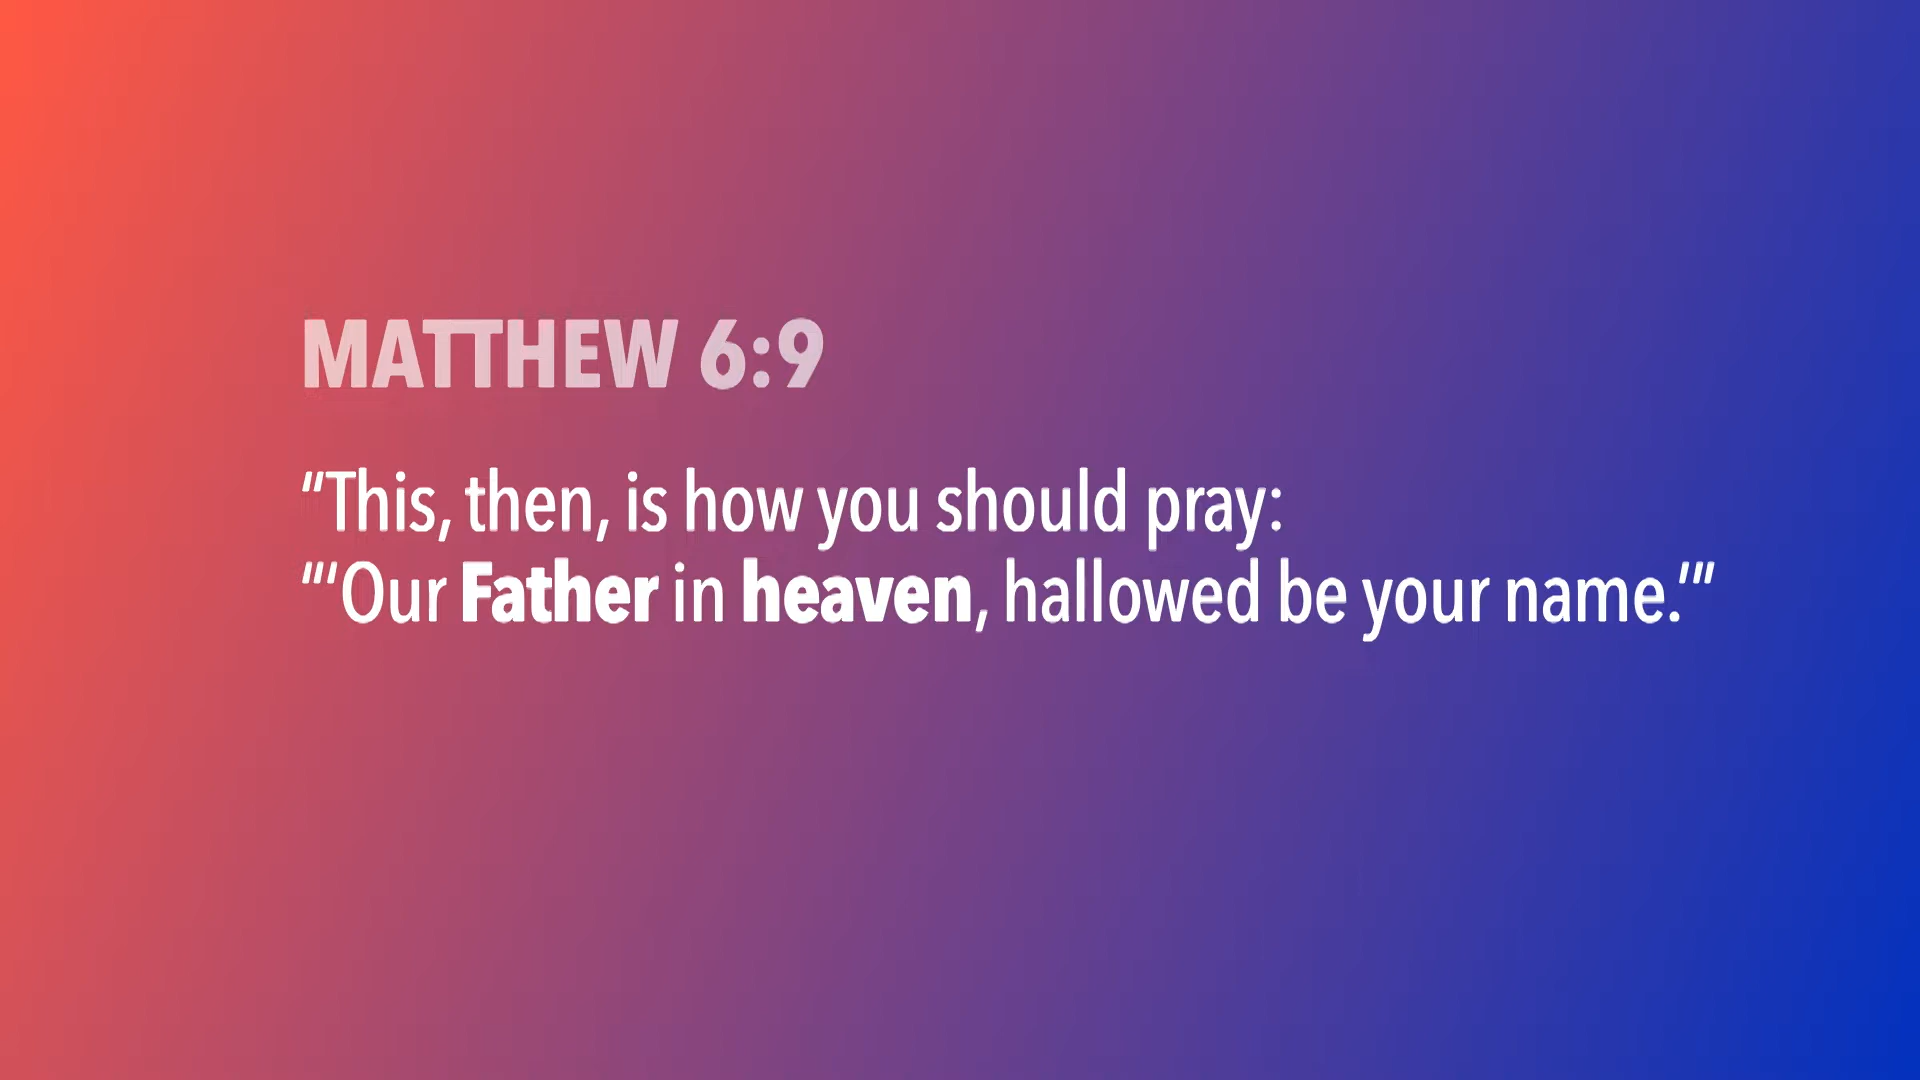 MATTHEW 6:9
“This, then, is how you should pray:
“‘Our Father in heaven, hallowed be your name.’”